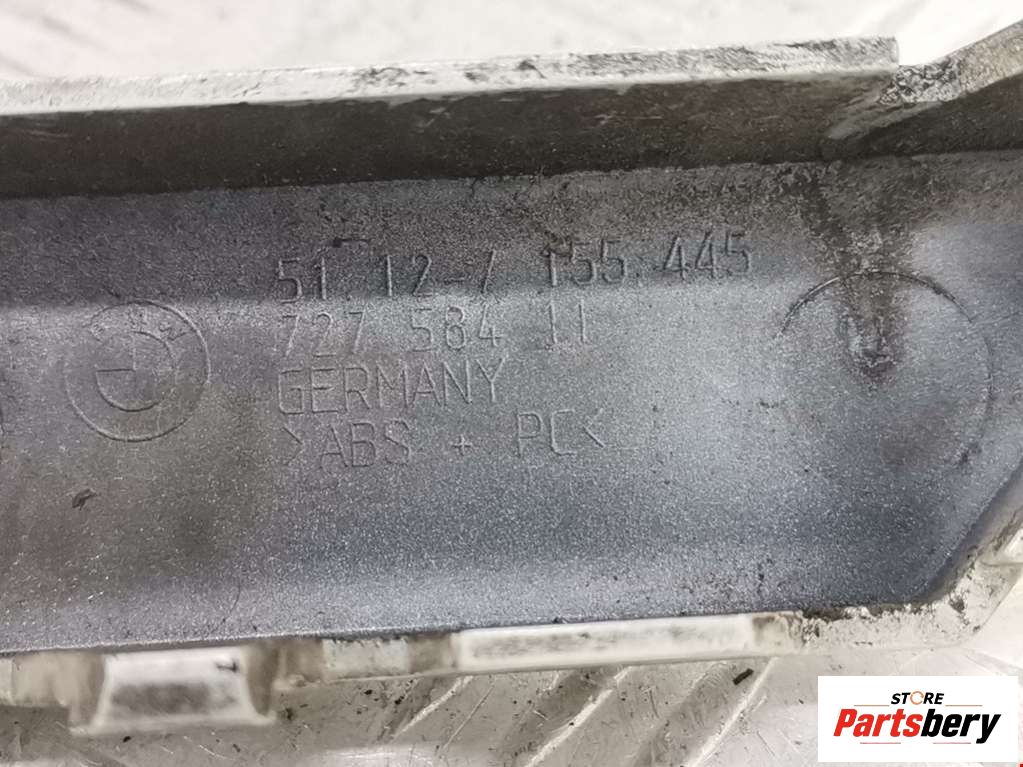 51.12-7 155.445
727 584 11
GERMANY
>ABS + PC<
STORE
Partsbery